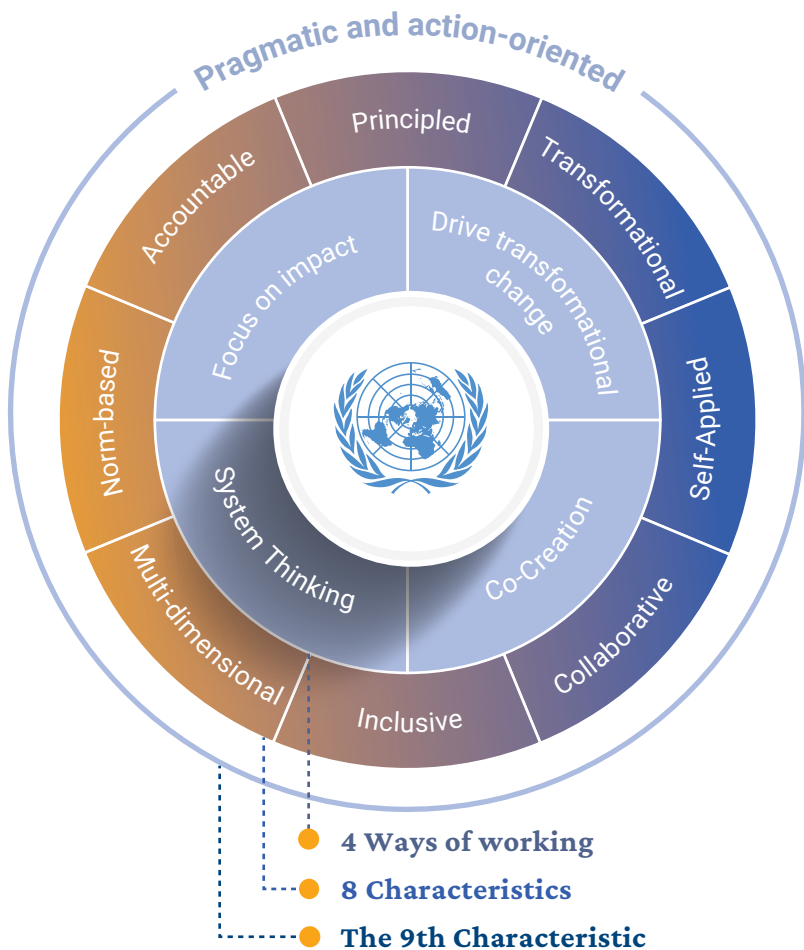 Pragmatic and action-oriented
Principled
Transformational
Self-Applied
Collaborative
Inclusive
Multi-dimensional
Norm-based
Accountable
Focus on impact
Drive transformational
change
Co-Creation
System Thinking
4 Ways of working
8 Characteristics
The 9th Characteristic